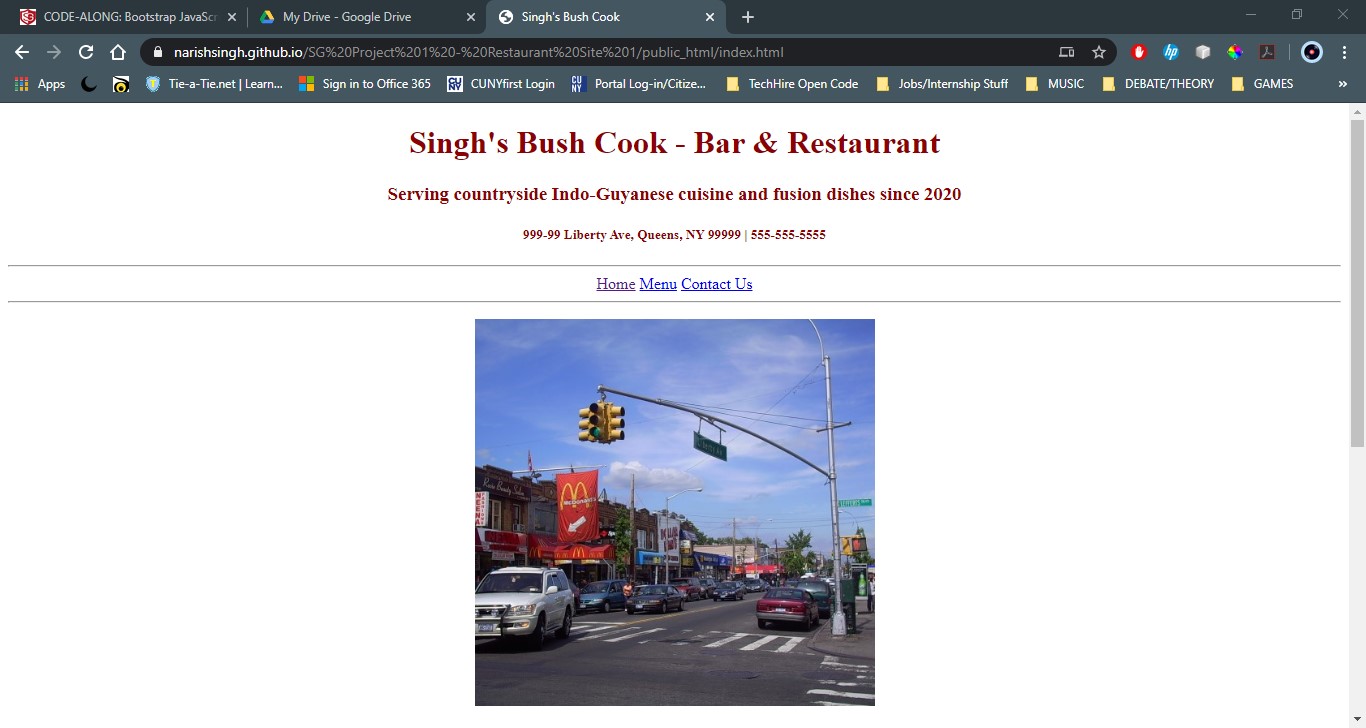 CODE-ALONG: Bootstrap JavaScr
My Drive - Google Drive
Singh's Bush Cook
narishsingh.github.io/SG%20Project%201%20-%20Restaurant%20Site%201/public_html/index.html
Apps
Tie-a-Tie.net | Learn...
Sign in to Office 365
CUNYfirst Login
Portal Log-in/Citize...
TechHire Open Code
Jobs/Internship Stuff
MUSIC
DEBATE/THEORY
GAMES
»
Singh's Bush Cook - Bar & Restaurant
Serving countryside Indo-Guyanese cuisine and fusion dishes since 2020
999-99 Liberty Ave, Queens, NY 99999 | 555-555-5555
Home Menu Contact Us
Beauty Salon
McDonald's